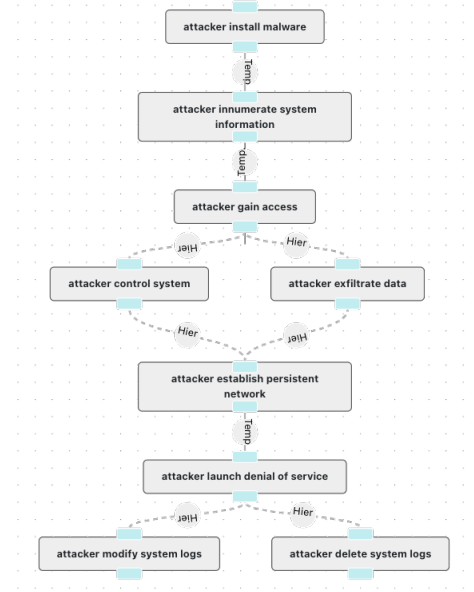 attacker install malware
Temp
attacker innumerate system
information
Temp
attacker gain access
Hier
Hier
attacker control system
attacker exfiltrate data
Hier
Hier
attacker establish persistent
network
Temp
attacker launch denial of service
Hier
Hier
attacker modify system logs
attacker delete system logs